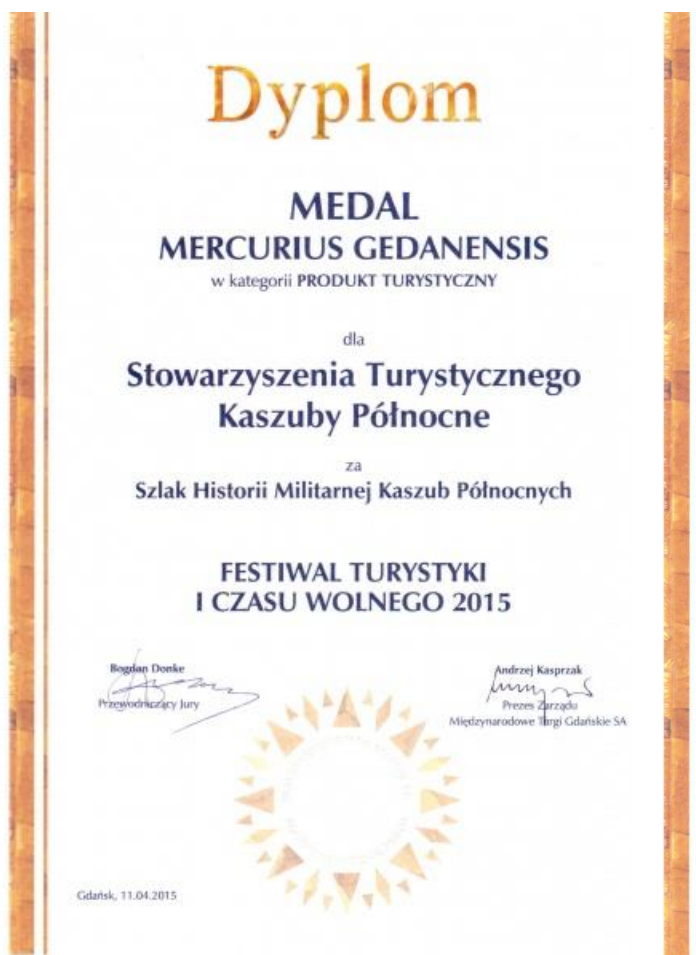 Dyplom
MEDAL
MERCURIUS GEDANENSIS
w kategorii PRODUKT TURYSTYCZNY
dla
Stowarzyszenia Turystycznego
Kaszuby Północne
za
Szlak Historii Militarnej Kaszub Północnych
FESTIWAL TURYSTYKI
I CZASU WOLNEGO 2015
Bogdan Donke
Przewodniczący Jury
Andrzej Kasprzak
Prezes Zarządu
Międzynarodowe Targi Gdańskie SA
Gdańsk, 11.04.2015